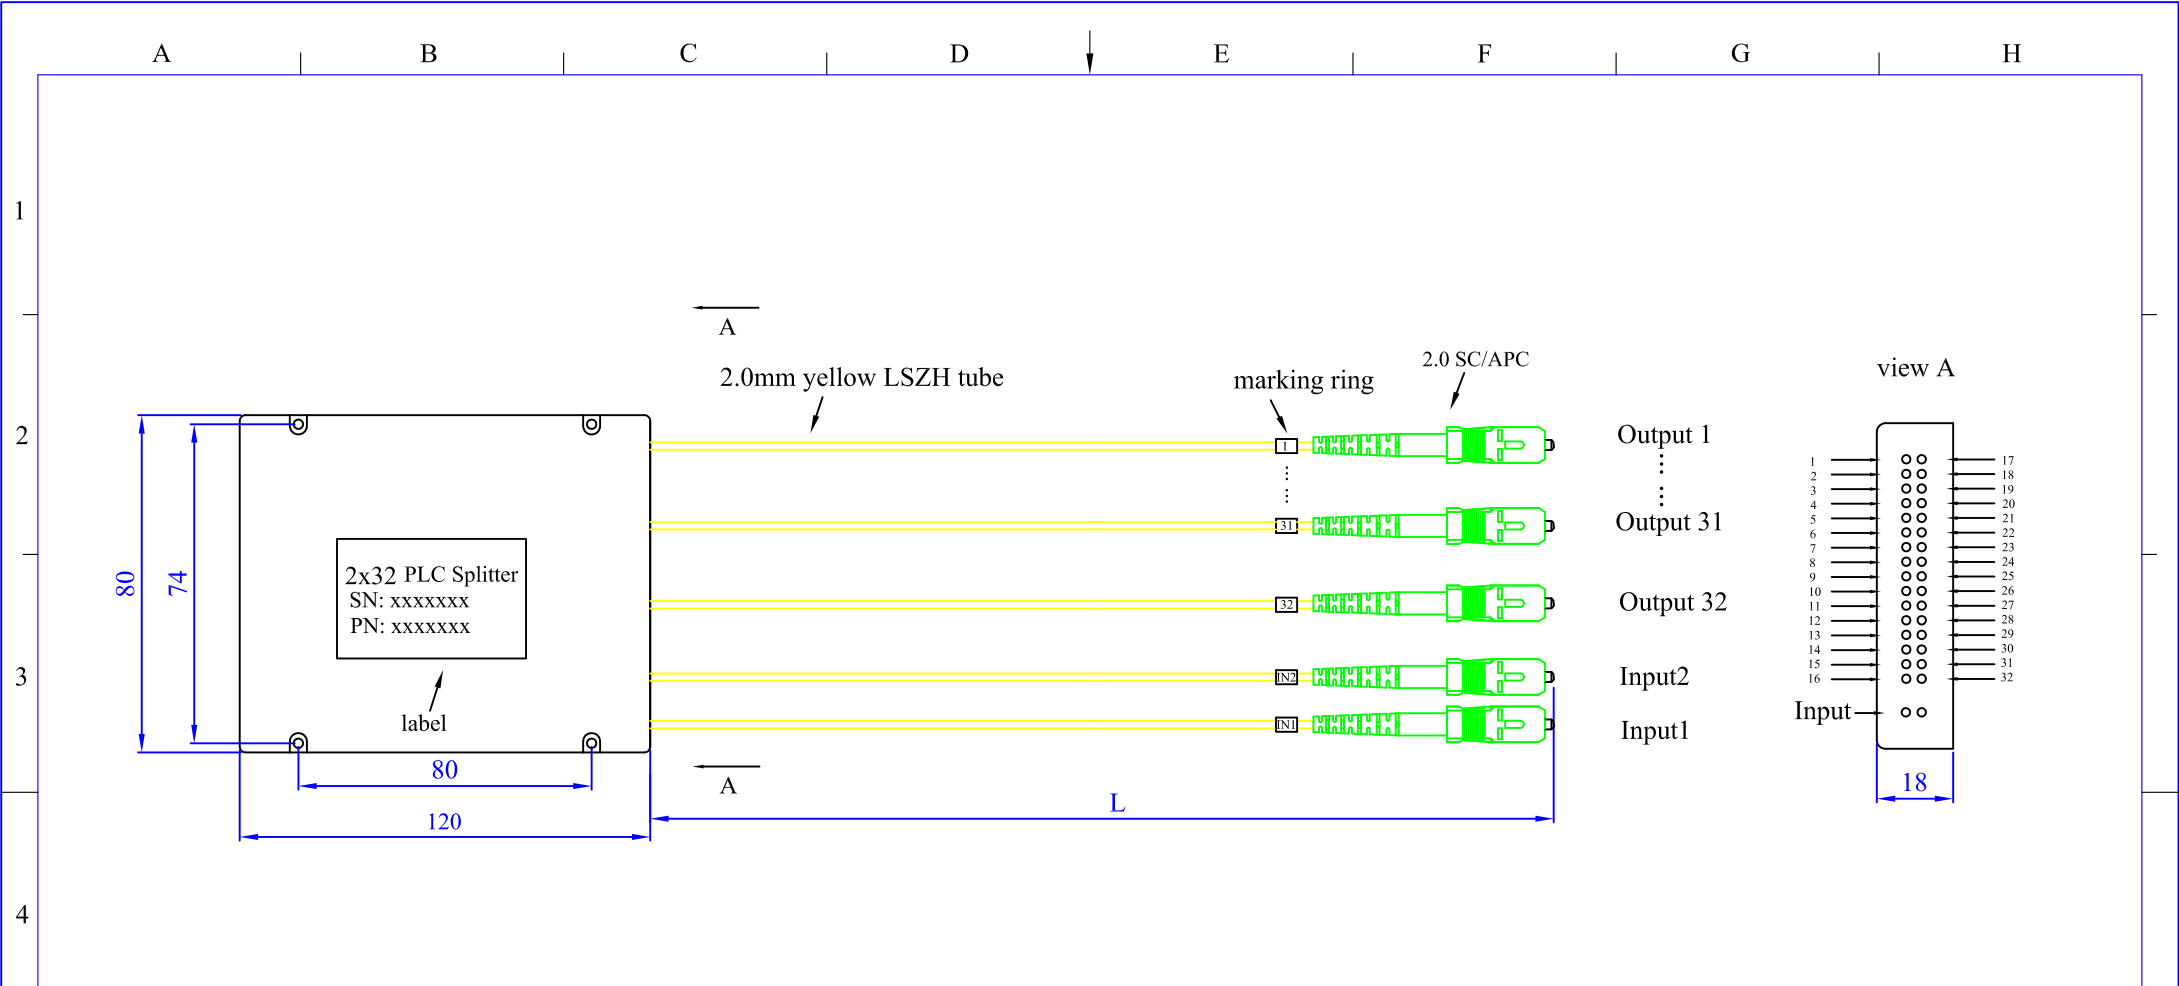 A B C D E F G H
1
2
3
4
A
2.0mm yellow LSZH tube
marking ring
2.0 SC/APC
view A
1
31
32
IN2
IN1
Output 1
Output 31
Output 32
Input2
Input1
2x32 PLC Splitter
SN: xxxxxxx
PN: xxxxxxx
label
80
74
80
120
A
L
1 17
2 18
3 19
4 20
5 21
6 22
7 23
8 24
9 25
10 26
11 27
12 28
13 29
14 30
15 31
16 32
Input
18